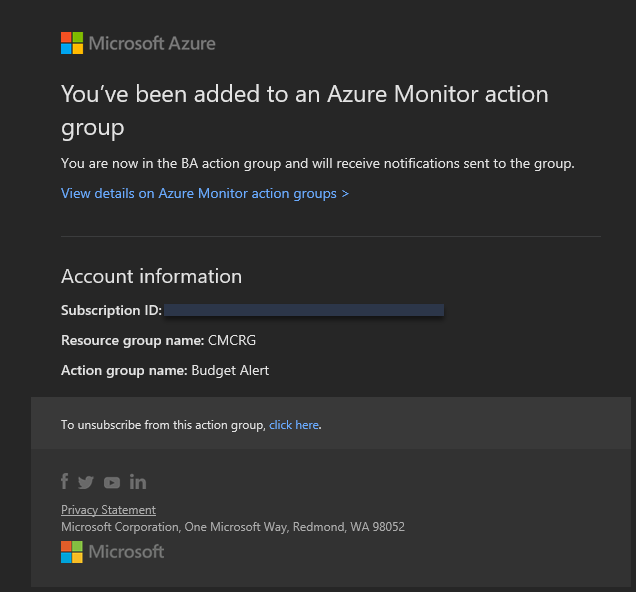 Microsoft Azure
You've been added to an Azure Monitor action
group
You are now in the BA action group and will receive notifications sent to the group.
View details on Azure Monitor action groups >
Account information
Subscription ID:
Resource group name: CMCRG
Action group name: Budget Alert
To unsubscribe from this action group, click here.
f in
Privacy Statement
Microsoft Corporation, One Microsoft Way, Redmond, WA 98052
Microsoft